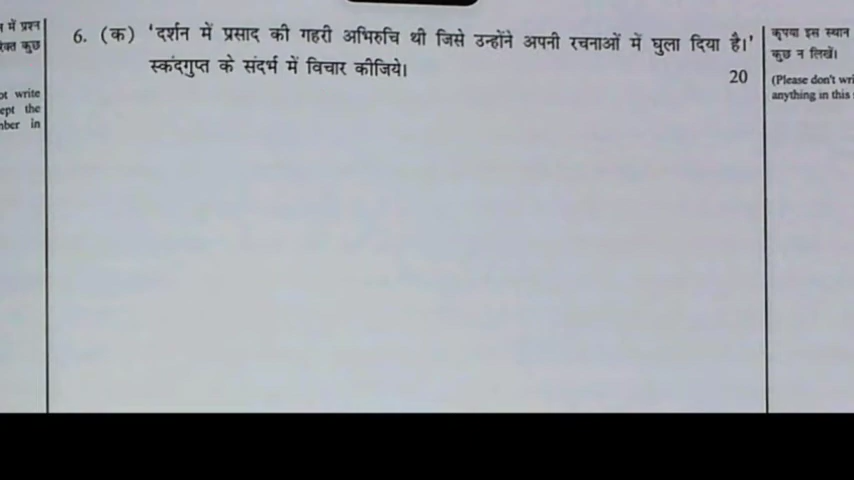 में प्रश्न
कुछ
ot write
ept the
nber in
6. (क) 'दर्शन में प्रसाद की गहरी अभिरुचि थी जिसे उन्होंने अपनी रचनाओं में घुला दिया है।'
स्कंदगुप्त के संदर्भ में विचार कीजिये।
20
कृपया इस स्थान
कुछ न लिखें।
(Please don't wri
anything in this